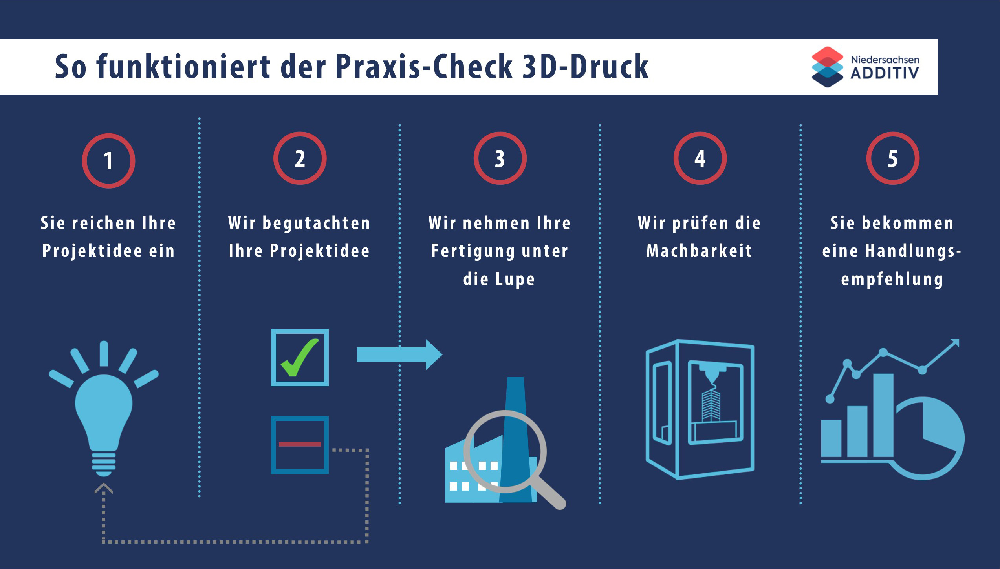 So funktioniert der Praxis-Check 3D-Druck
Niedersachsen
ADDITIV
1
Sie reichen Ihre
Projektidee ein
2
Wir begutachten
Ihre Projektidee
3
Wir nehmen Ihre
Fertigung unter
die Lupe
4
Wir prüfen die
Machbarkeit
5
Sie bekommen
eine Handlungs-
empfehlung